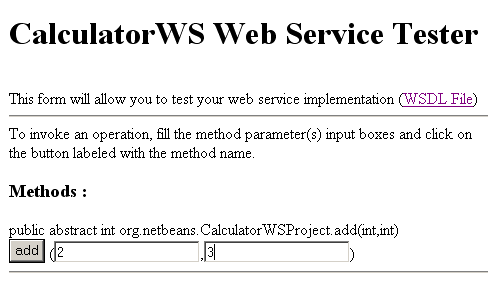 CalculatorWS Web Service Tester
This form will allow you to test your web service implementation (WSDL File)
To invoke an operation, fill the method parameter(s) input boxes and click on
the button labeled with the method name.
Methods :
public abstract int org.netbeans.CalculatorWSProject.add(int,int)
add (2 ,3 )